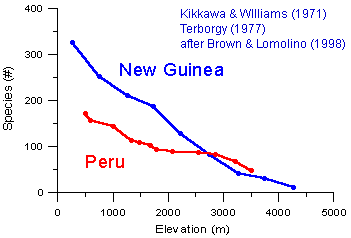 400
Kikkawa & WIlliams (1971)
Terborgy (1977)
after Brown & Lomolino (1998)
300
New Guinea
Species (#)
200
Peru
100
0
0 1000 2000 3000 4000 5000
Elevation (m)